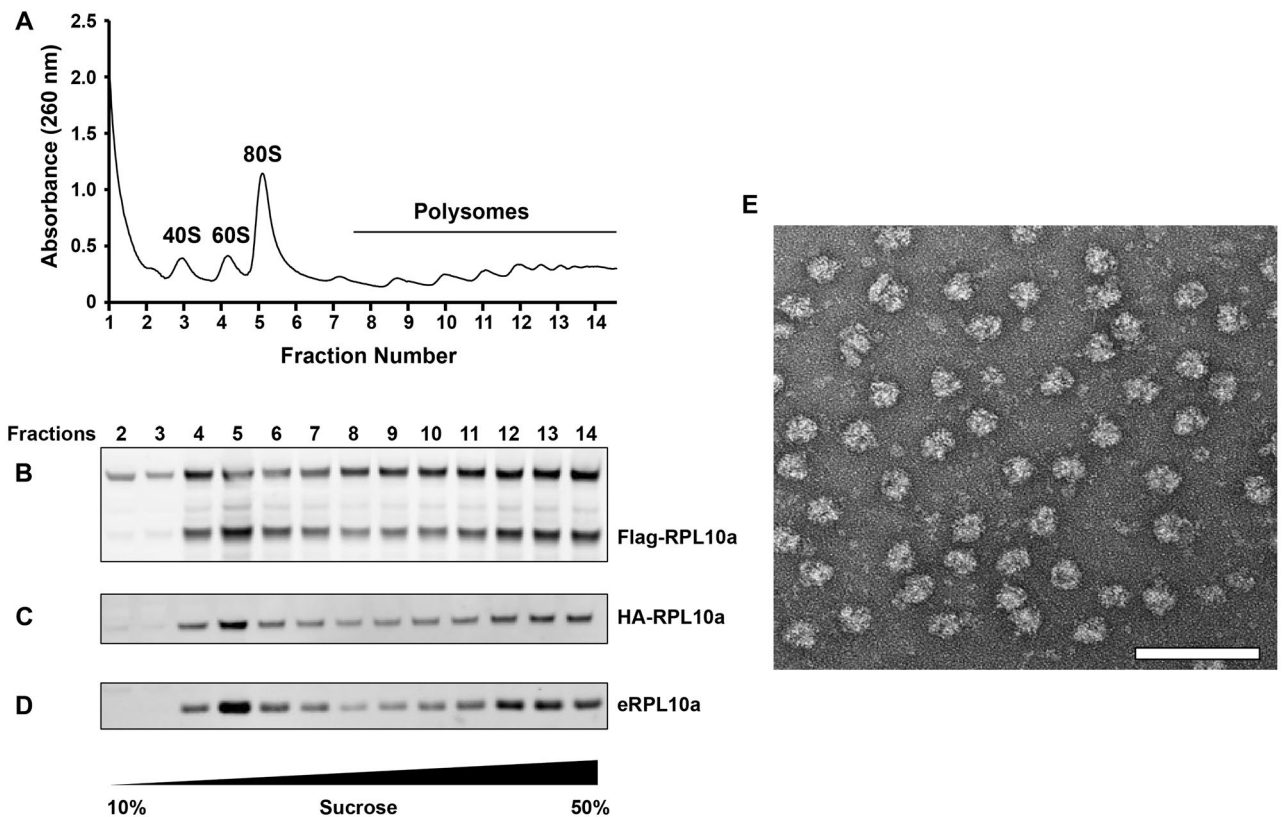 A
2.5
2.0
1.5
1.0
0.5
0
Absorbance (260 nm)
40S
60S
80S
Polysomes
1 2 3 4 5 6 7 8 9 10 11 12 13 14
Fraction Number
Fractions 2 3 4 5 6 7 8 9 10 11 12 13 14
B
Flag-RPL10a
C
HA-RPL10a
D
eRPL10a
10% Sucrose 50%
E